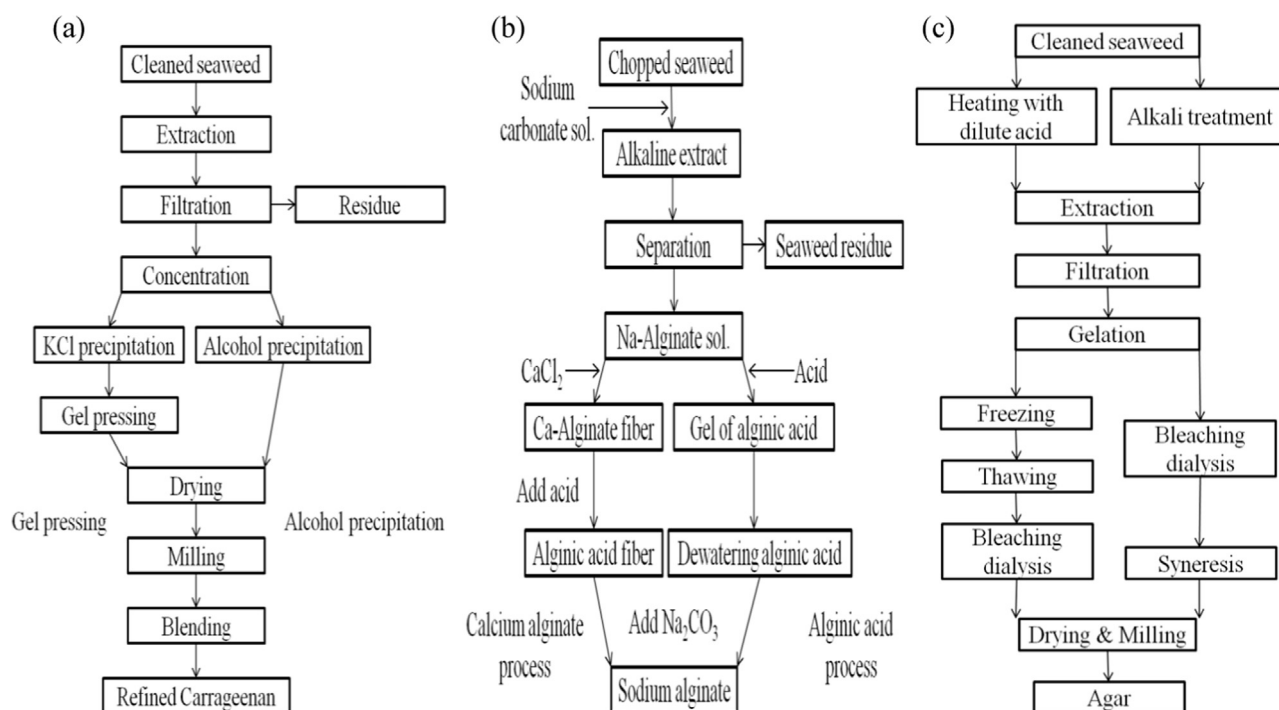 (a)
Cleaned seaweed
Extraction
Filtration
Residue
Concentration
KCl precipitation
Alcohol precipitation
Gel pressing
Drying
Gel pressing
Alcohol precipitation
Milling
Blending
Refined Carrageenan
(b)
Chopped seaweed
Sodium
carbonate sol.
Alkaline extract
Separation
Seaweed residue
Na-Alginate sol.
CaCl₂
Acid
Ca-Alginate fiber
Gel of alginic acid
Add acid
Alginic acid fiber
Dewatering alginic acid
Calcium alginate
process
Add Na₂CO₃
Alginic acid
process
Sodium alginate
(c)
Cleaned seaweed
Heating with
dilute acid
Alkali treatment
Extraction
Filtration
Gelation
Freezing
Thawing
Bleaching
dialysis
Bleaching
dialysis
Syneresis
Drying & Milling
Agar